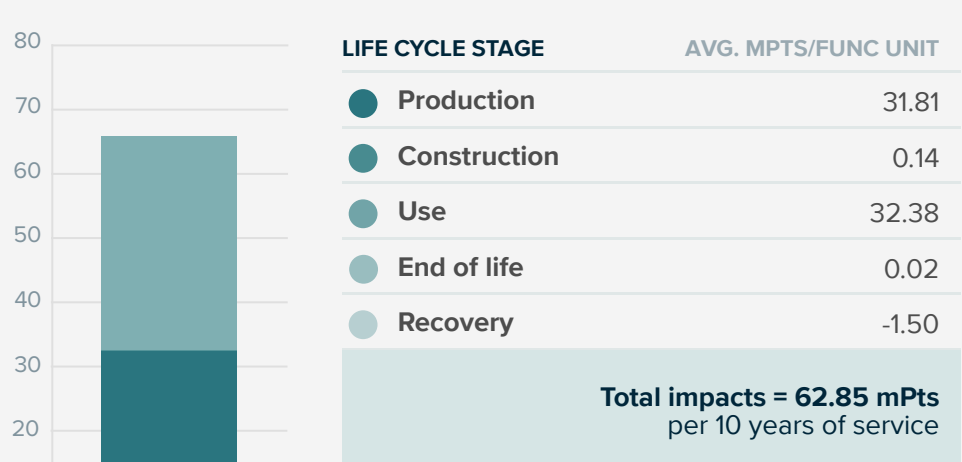 80
70
60
50
40
30
20
LIFE CYCLE STAGE AVG. MPTS/FUNC UNIT
Production 31.81
Construction 0.14
Use 32.38
End of life 0.02
Recovery -1.50
Total impacts = 62.85 mPts
per 10 years of service